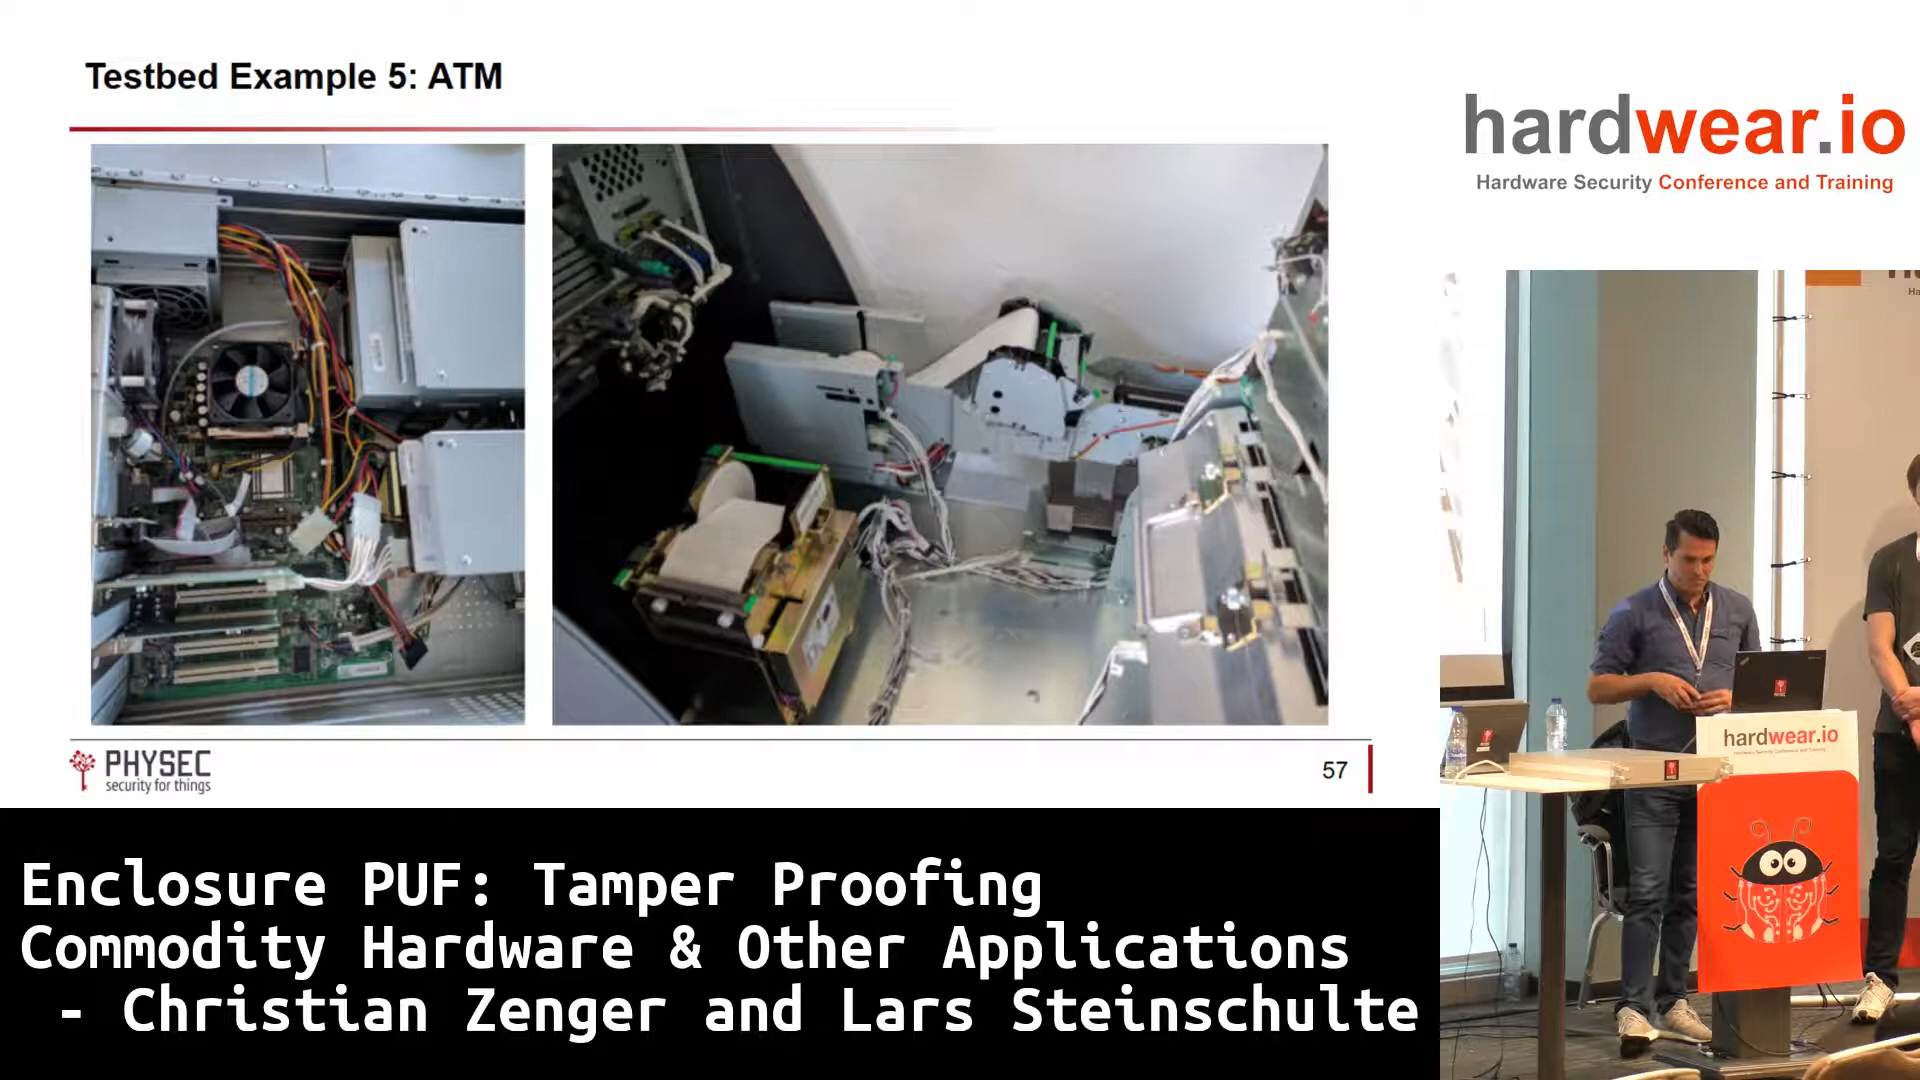 Testbed Example 5: ATM
hardwear.io
Hardware Security Conference and Training
PHYSEC
security for things
57
hardwear.io
Enclosure PUF: Tamper Proofing
Commodity Hardware & Other Applications
- Christian Zenger and Lars Steinschulte